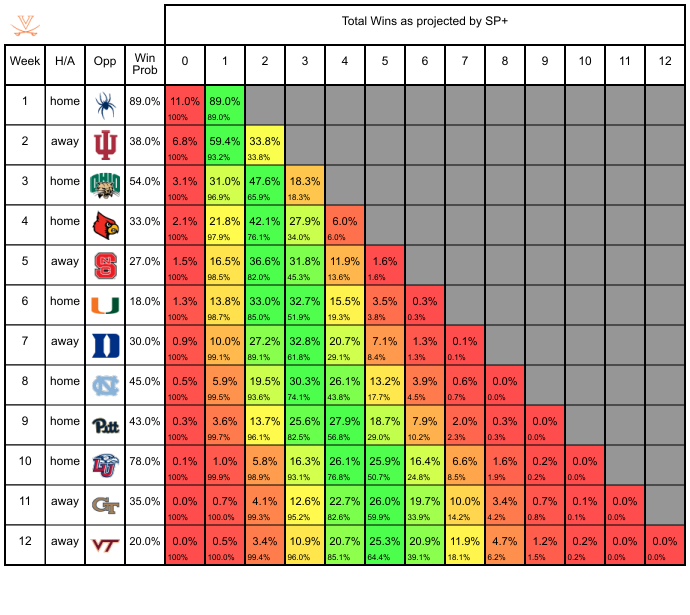 Total Wins as projected by SP+
Week H/A Opp Win Prob 0 1 2 3 4 5 6 7 8 9 10 11 12
1 home 89.0% 11.0% 89.0%
100% 89.0%
2 away 38.0% 6.8% 59.4% 33.8%
100% 93.2% 33.8%
3 home OHIO 54.0% 3.1% 31.0% 47.6% 18.3%
100% 96.9% 65.9% 18.3%
4 home 33.0% 2.1% 21.8% 42.1% 27.9% 6.0%
100% 97.9% 76.1% 34.0% 6.0%
5 away 27.0% 1.5% 16.5% 36.6% 31.8% 11.9% 1.6%
100% 98.5% 82.0% 45.3% 13.6% 1.6%
6 home 18.0% 1.3% 13.8% 33.0% 32.7% 15.5% 3.5% 0.3%
100% 98.7% 85.0% 51.9% 19.3% 3.8% 0.3%
7 away D 30.0% 0.9% 10.0% 27.2% 32.8% 20.7% 7.1% 1.3% 0.1%
100% 99.1% 89.1% 61.8% 29.1% 8.4% 1.3% 0.1%
8 home NC 45.0% 0.5% 5.9% 19.5% 30.3% 26.1% 13.2% 3.9% 0.6% 0.0%
100% 99.5% 93.6% 74.1% 43.8% 17.7% 4.5% 0.7% 0.0%
9 home Pitt 43.0% 0.3% 3.6% 13.7% 25.6% 27.9% 18.7% 7.9% 2.0% 0.3% 0.0%
100% 99.7% 96.1% 82.5% 56.8% 29.0% 10.2% 2.3% 0.3% 0.0%
10 home LU 78.0% 0.1% 1.0% 5.8% 16.3% 26.1% 25.9% 16.4% 6.6% 1.6% 0.2% 0.0%
100% 99.9% 98.9% 93.1% 76.8% 50.7% 24.8% 8.5% 1.9% 0.2% 0.0%
11 away GT 35.0% 0.0% 0.7% 4.1% 12.6% 22.7% 26.0% 19.7% 10.0% 3.4% 0.7% 0.1% 0.0%
100% 100.0% 99.3% 95.2% 82.6% 59.9% 33.9% 14.2% 4.2% 0.8% 0.1% 0.0%
12 away VT 20.0% 0.0% 0.5% 3.4% 10.9% 20.7% 25.3% 20.9% 11.9% 4.7% 1.2% 0.2% 0.0% 0.0%
100% 100.0% 99.4% 96.0% 85.1% 64.4% 39.1% 18.1% 6.2% 1.5% 0.2% 0.0% 0.0%